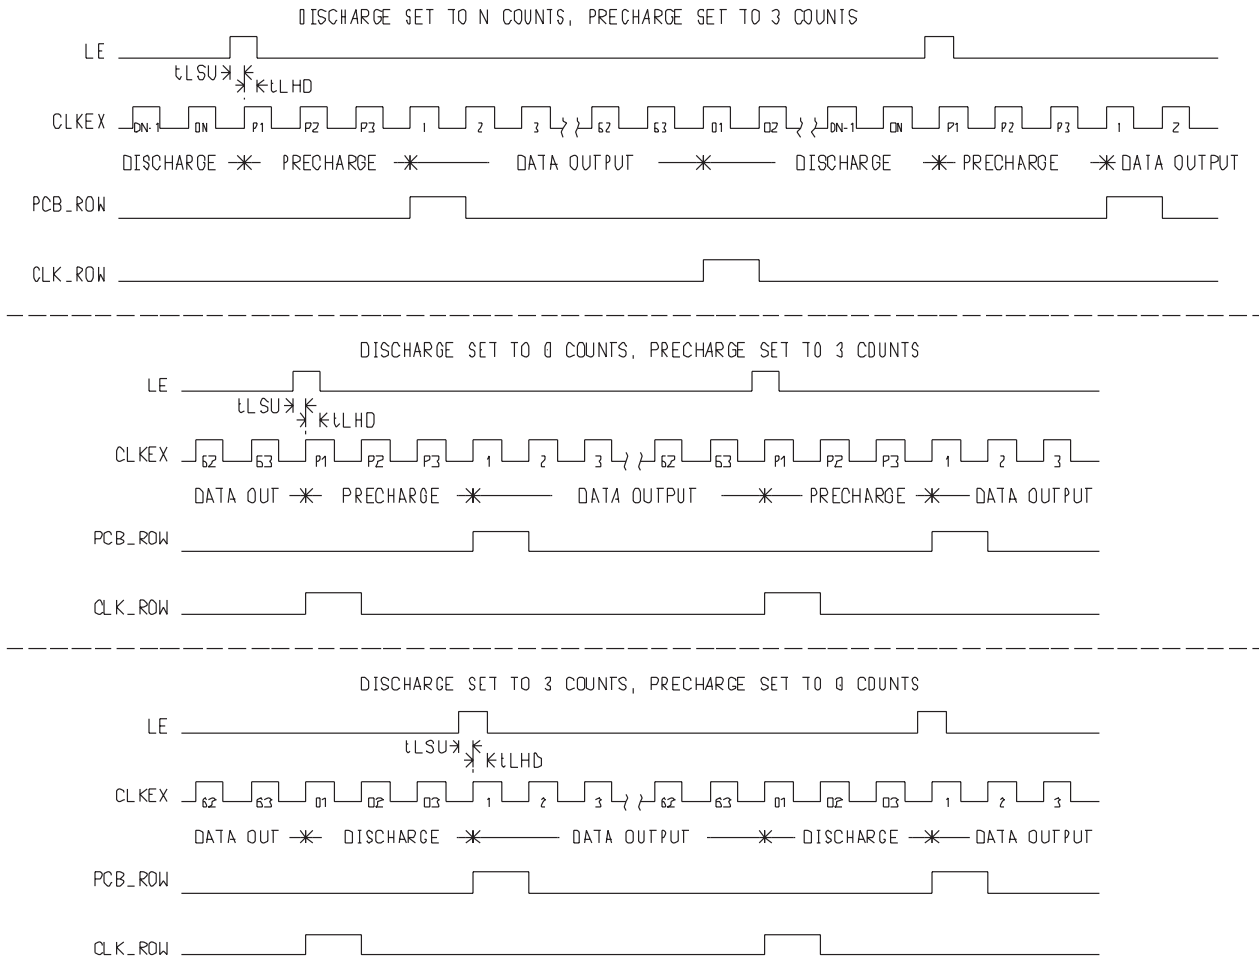 DISCHARGE SET TO N COUNTS, PRECHARGE SET TO 3 COUNTS
LE
tLSU
tLHD
CLKEX DN-1 DN P1 P2 P3 1 2 3 62 63 D1 D2 DN-1 DN P1 P2 P3 1 2
DISCHARGE PRECHARGE DATA OUTPUT DISCHARGE PRECHARGE DATA OUTPUT
PCB_ROW
CLK_ROW
DISCHARGE SET TO 0 COUNTS, PRECHARGE SET TO 3 COUNTS
LE
tLSU
tLHD
CLKEX 62 63 P1 P2 P3 1 2 3 62 63 P1 P2 P3 1 2 3
DATA OUT PRECHARGE DATA OUTPUT PRECHARGE DATA OUTPUT
PCB_ROW
CLK_ROW
DISCHARGE SET TO 3 COUNTS, PRECHARGE SET TO 0 COUNTS
LE
tLSU
tLHD
CLKEX 62 63 D1 D2 D3 1 2 3 62 63 D1 D2 D3 1 2 3
DATA OUT DISCHARGE DATA OUTPUT DISCHARGE DATA OUTPUT
PCB_ROW
CLK_ROW